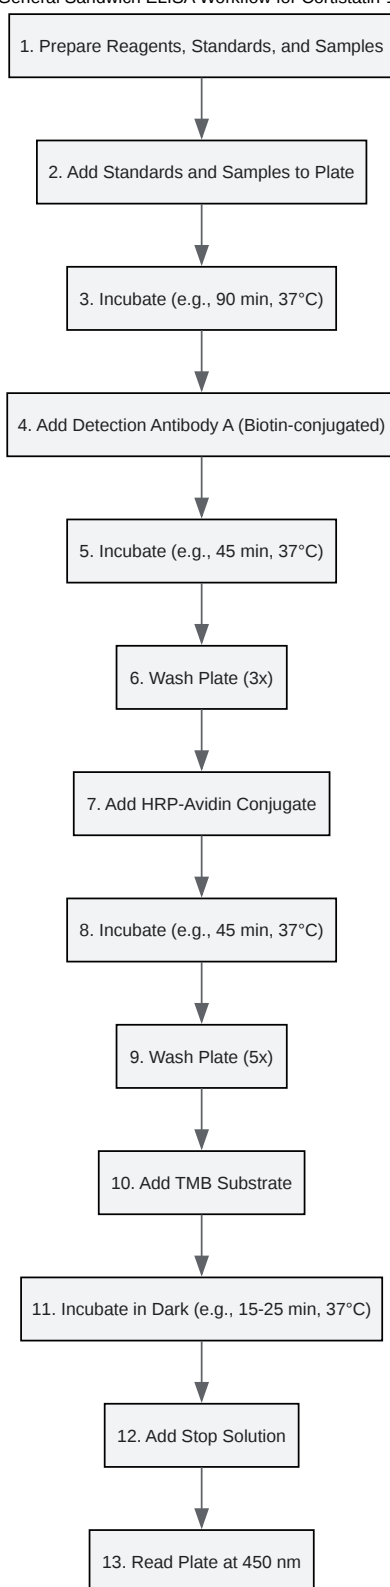 General Sandwich ELISA Workflow for Cortistatin
1. Prepare Reagents, Standards, and Samples
2. Add Standards and Samples to Plate
3. Incubate (e.g., 90 min, 37°C)
4. Add Detection Antibody A (Biotin-conjugated)
5. Incubate (e.g., 45 min, 37°C)
6. Wash Plate (3x)
7. Add HRP-Avidin Conjugate
8. Incubate (e.g., 45 min, 37°C)
9. Wash Plate (5x)
10. Add TMB Substrate
11. Incubate in Dark (e.g., 15-25 min, 37°C)
12. Add Stop Solution
13. Read Plate at 450 nm